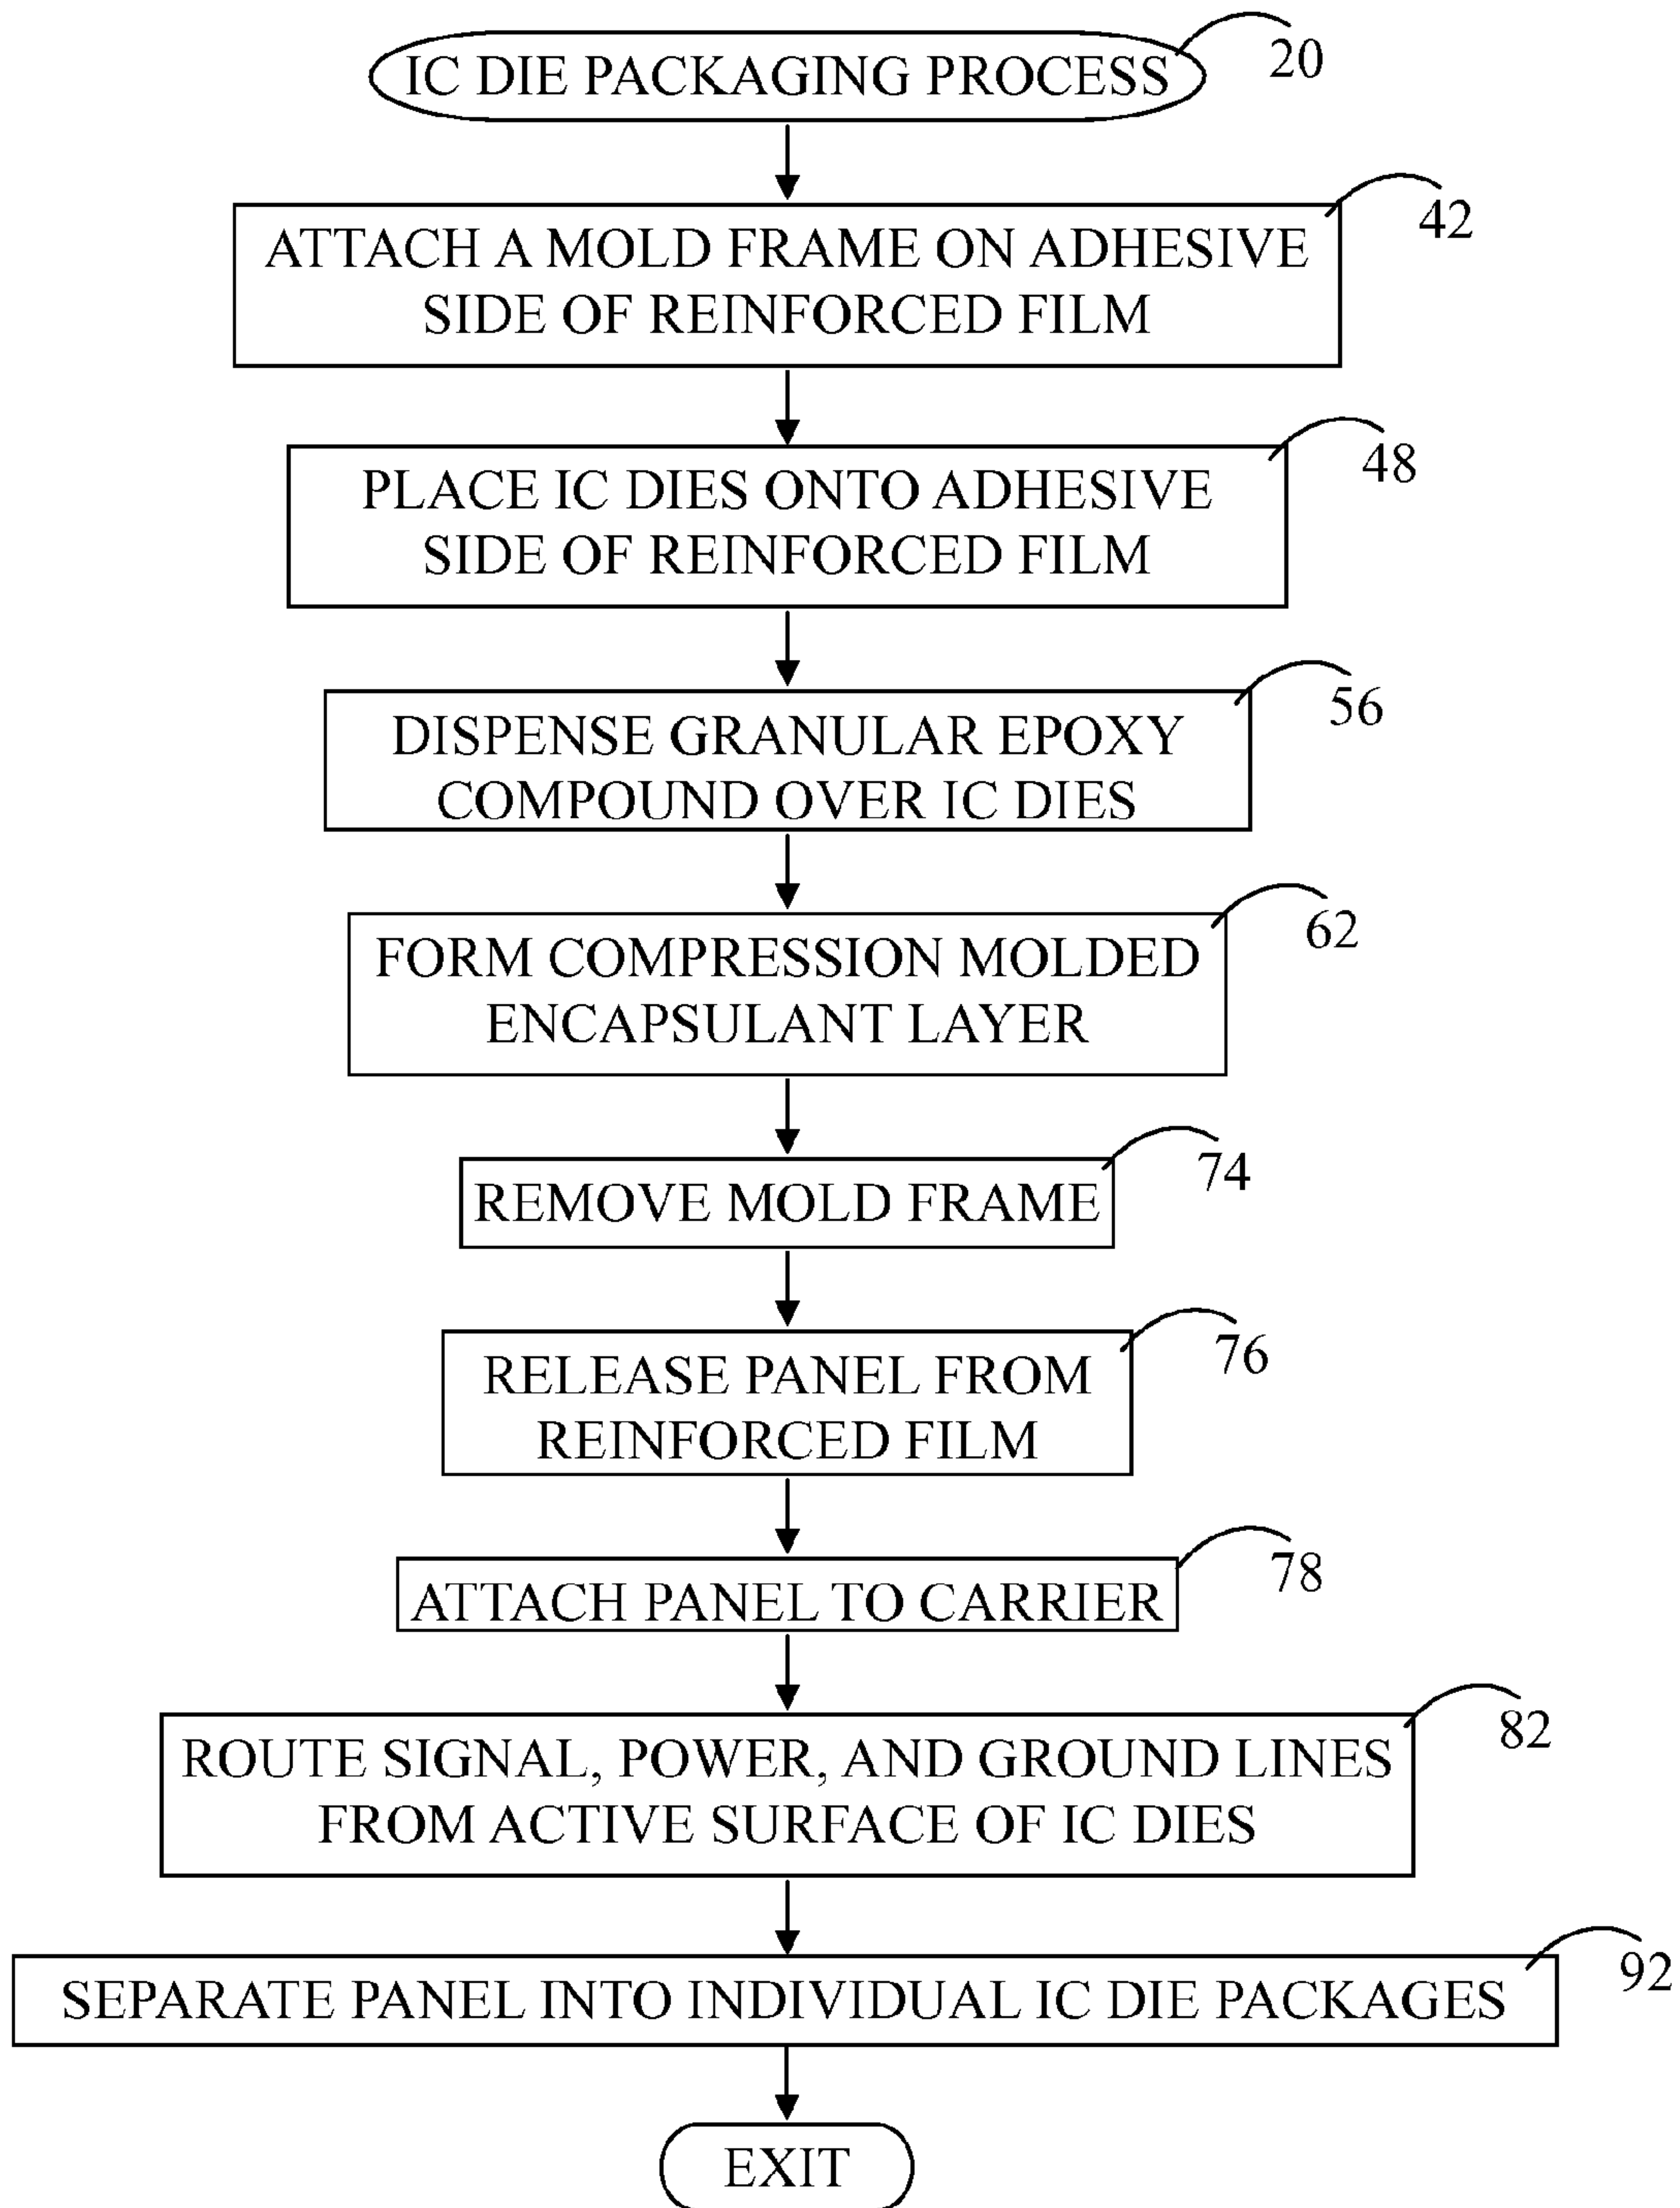 IC DIE PACKAGING PROCESS
20
ATTACH A MOLD FRAME ON ADHESIVE
SIDE OF REINFORCED FILM
42
PLACE IC DIES ONTO ADHESIVE
SIDE OF REINFORCED FILM
48
DISPENSE GRANULAR EPOXY
COMPOUND OVER IC DIES
56
FORM COMPRESSION MOLDED
ENCAPSULANT LAYER
62
REMOVE MOLD FRAME
74
RELEASE PANEL FROM
REINFORCED FILM
76
ATTACH PANEL TO CARRIER
78
ROUTE SIGNAL, POWER, AND GROUND LINES
FROM ACTIVE SURFACE OF IC DIES
82
SEPARATE PANEL INTO INDIVIDUAL IC DIE PACKAGES
92
EXIT